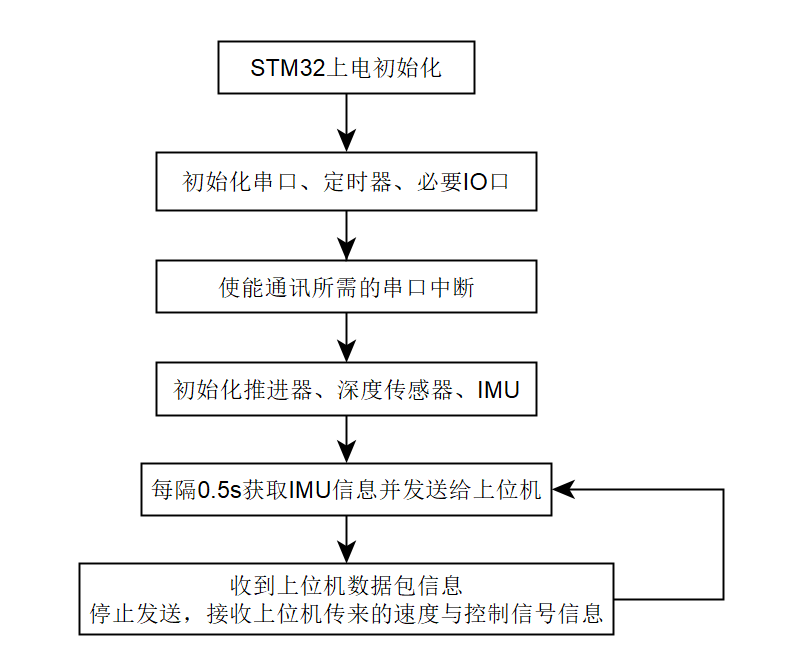 STM32上电初始化
初始化串口、定时器、必要IO口
使能通讯所需的串口中断
初始化推进器、深度传感器、IMU
每隔0.5s获取IMU信息并发送给上位机
收到上位机数据包信息
停止发送，接收上位机传来的速度与控制信号信息